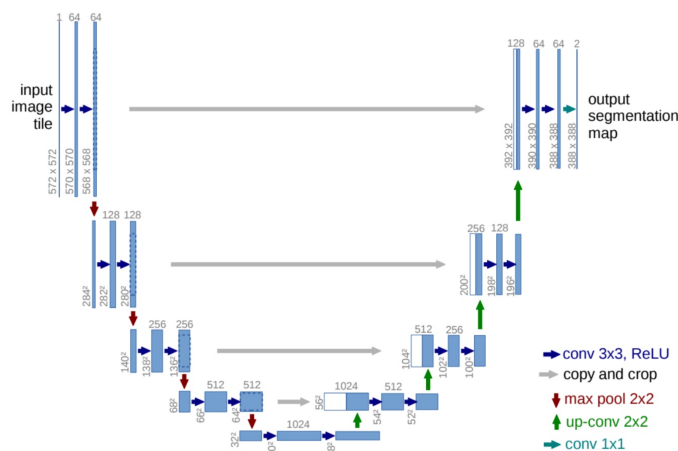 1 64 64
input
image
tile
572 x 572
570 x 570
568 x 568
128 64 64 2
output
segmentation
map
392 x 392
390 x 390
388 x 388
388 x 388
128 128
284²
282²
280²
256 128
200²
198²
196²
256 256
140²
138²
136²
512 256
104²
102²
100²
512 512
68²
66²
64²
1024 512
56²
54²
52²
1024
32²
0²
8²
conv 3x3, ReLU
copy and crop
max pool 2x2
up-conv 2x2
conv 1x1